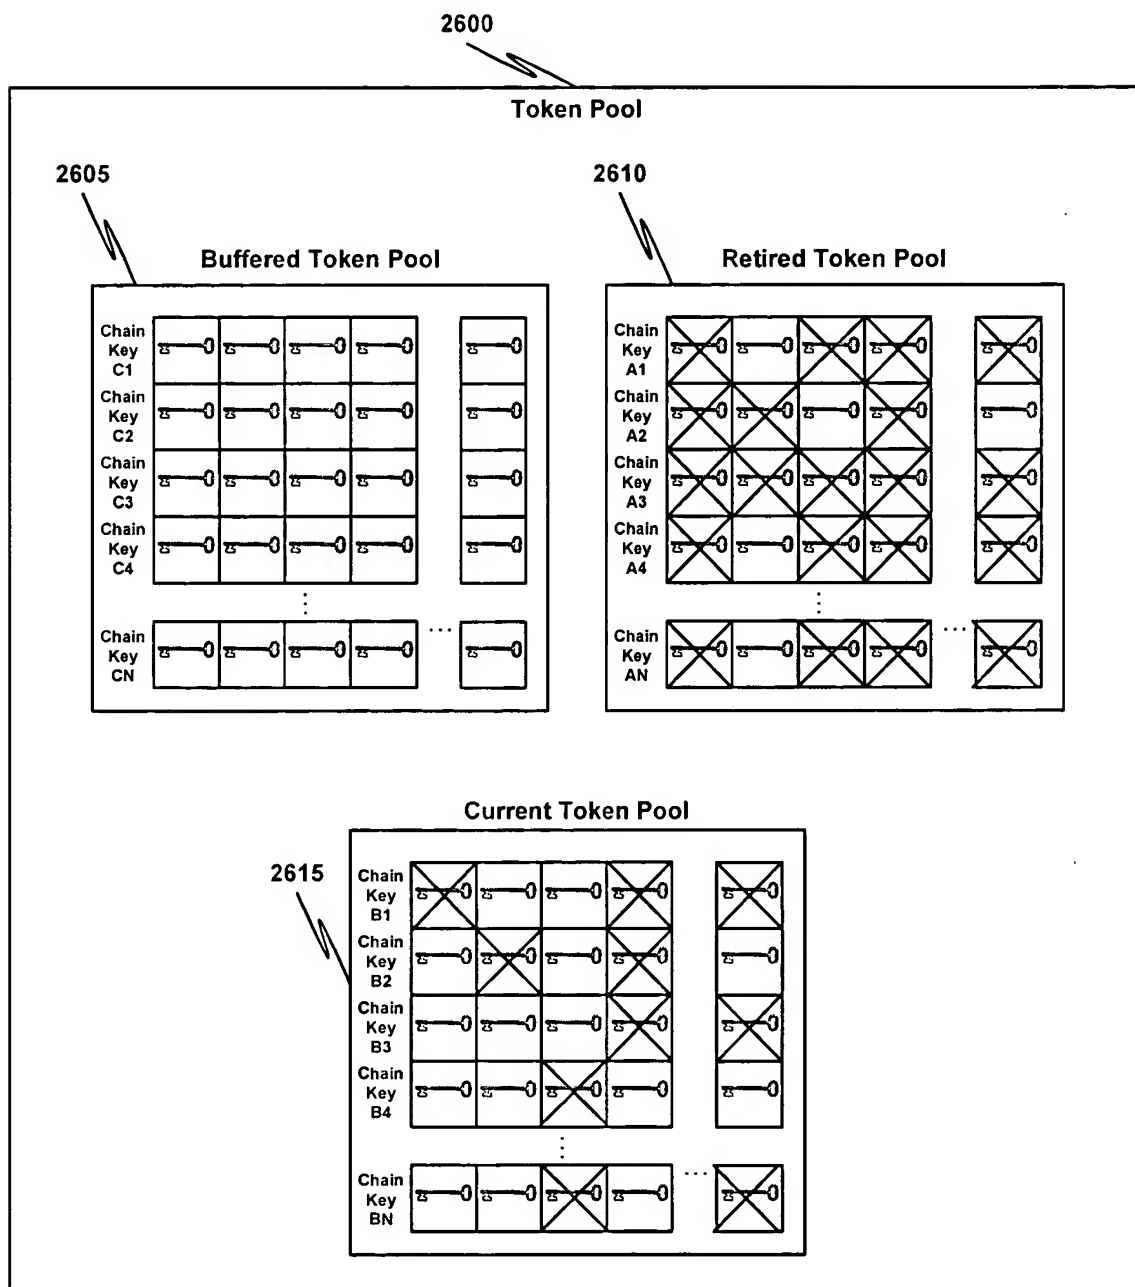 2600
Token Pool
2605
2610
Buffered Token Pool
Retired Token Pool
Chain
Key
C1
Chain
Key
C2
Chain
Key
C3
Chain
Key
C4
Chain
Key
CN
Chain
Key
A1
Chain
Key
A2
Chain
Key
A3
Chain
Key
A4
Chain
Key
AN
Current Token Pool
2615
Chain
Key
B1
Chain
Key
B2
Chain
Key
B3
Chain
Key
B4
Chain
Key
BN